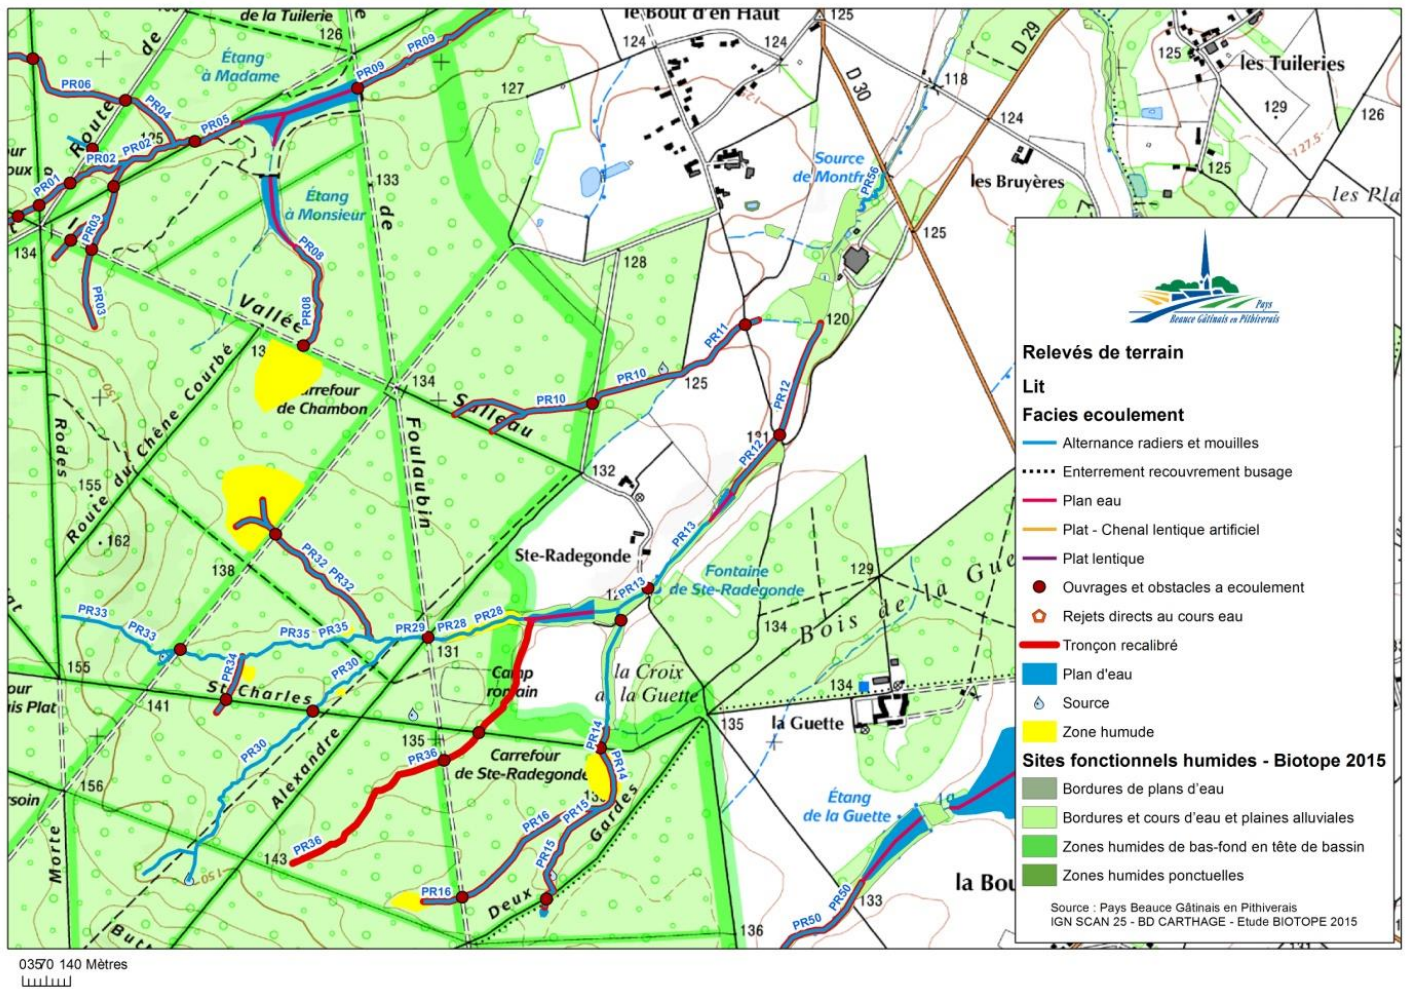 de la Tuilerie
126
Étang
à Madame
PR09
PR09
de
PR06
Route
PR04
125
PR05
PR02
PR02
PR01
PR03
PR03
134
133
de
Étang
à Monsieur
PR08
PR08
Vallée
Carrefour
de Chambon
134
Route du Chêne Courbé
Rodes
155
162
Foulaubin
138
PR32
PR32
PR33
PR33
PR35
PR35
PR34
PR30
PR30
PR29
PR28
PR28
131
155
141
St Charles
Alexandre
156
Morte
143
PR36
PR36
135
Camp
romain
Carrefour
de Ste-Radegonde
PR16
PR16
PR15
PR15
PR14
PR14
Deux
Gardes
le Bout d'en Haut
124
124
125
127
D 30
D 29
118
124
Source
les Bruyères
PR56
125
125
125
les Tuileries
129
126
127.5
les Pla
128
120
PR11
PR10
PR10
125
PR12
PR12
Salleau
132
Ste-Radegonde
PR13
PR13
Fontaine
de Ste-Radegonde
129
134
Bois de la Gue
la Croix
la Guette
135
134
la Guette
Étang
de la Guette
la Bou
133
PR50
PR50
136
Pays
Beauce Gâtinais en Pithiverais
Relevés de terrain
Lit
Facies ecoulement
Alternance radiers et mouilles
Enterrement recouvrement busage
Plan eau
Plat - Chenal lentique artificiel
Plat lentique
Ouvrages et obstacles a ecoulement
Rejets directs au cours eau
Tronçon recalibré
Plan d'eau
Source
Zone humude
Sites fonctionnels humides - Biotope 2015
Bordures de plans d'eau
Bordures et cours d'eau et plaines alluviales
Zones humides de bas-fond en tête de bassin
Zones humides ponctuelles
Source : Pays Beauce Gâtinais en Pithiverais
IGN SCAN 25 - BD CARTHAGE - Etude BIOTOPE 2015
03570 140 Mètres